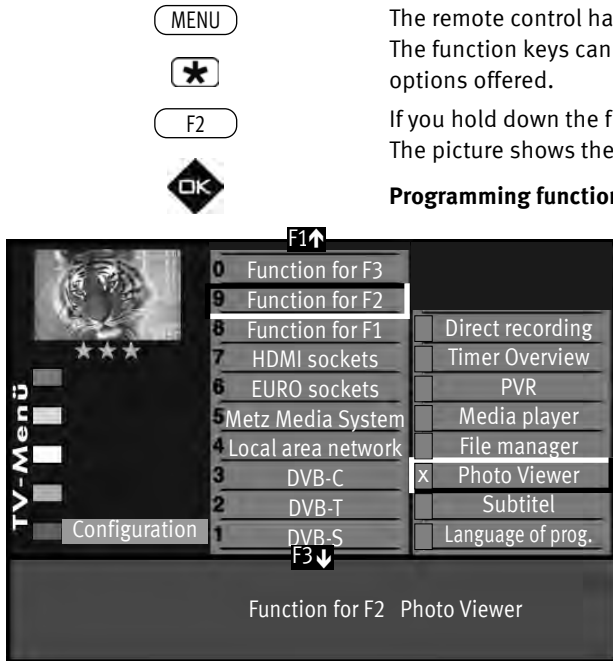 MENU
The remote control ha
The function keys can
options offered.
F2
If you hold down the f
The picture shows the
OK
Programming function
F1↑
0 Function for F3
9 Function for F2
8 Function for F1 Direct recording
7 HDMI sockets Timer Overview
6 EURO sockets PVR
5 Metz Media System Media player
4 Local area network File manager
3 DVB-C X Photo Viewer
2 DVB-T Subtitel
1 DVB-S Language of prog.
TV-Menü
Configuration
F3↓
Function for F2 Photo Viewer